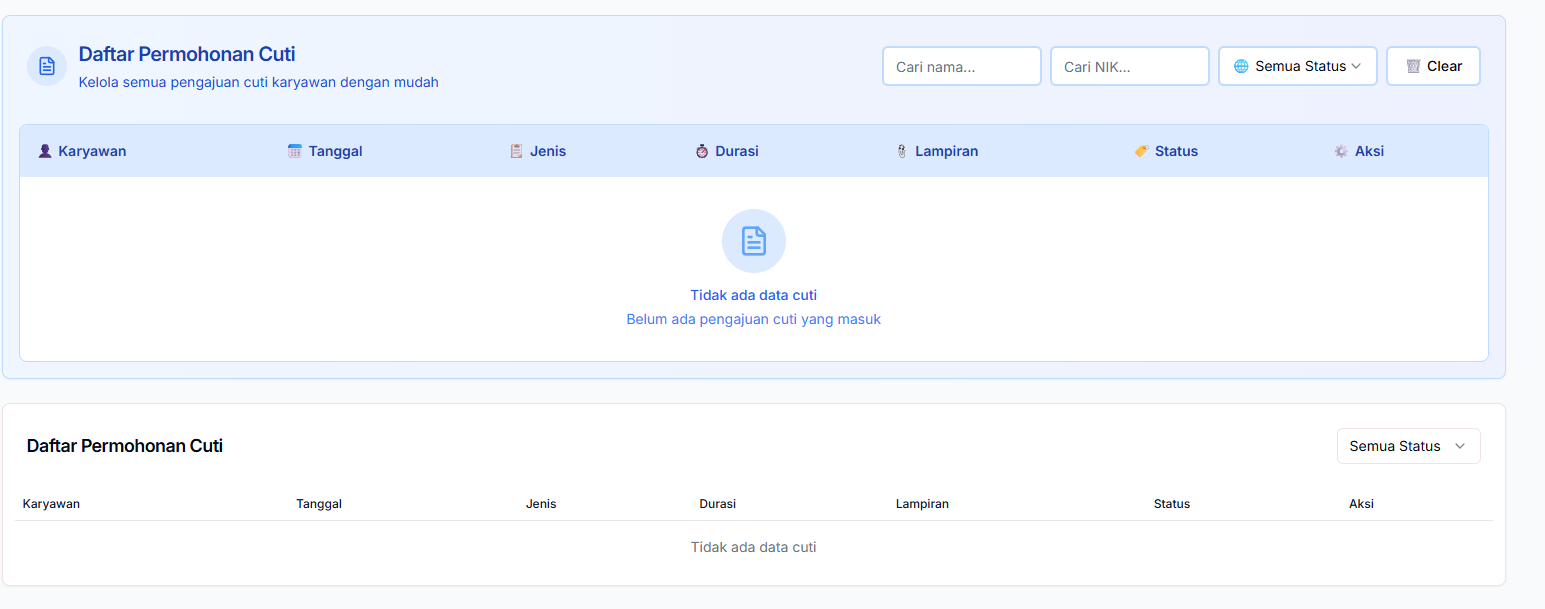 Daftar Permohonan Cuti
Kelola semua pengajuan cuti karyawan dengan mudah
Cari nama... Cari NIK... Semua Status Clear
Karyawan Tanggal Jenis Durasi Lampiran Status Aksi
Tidak ada data cuti
Belum ada pengajuan cuti yang masuk
Daftar Permohonan Cuti Semua Status
Karyawan Tanggal Jenis Durasi Lampiran Status Aksi
Tidak ada data cuti